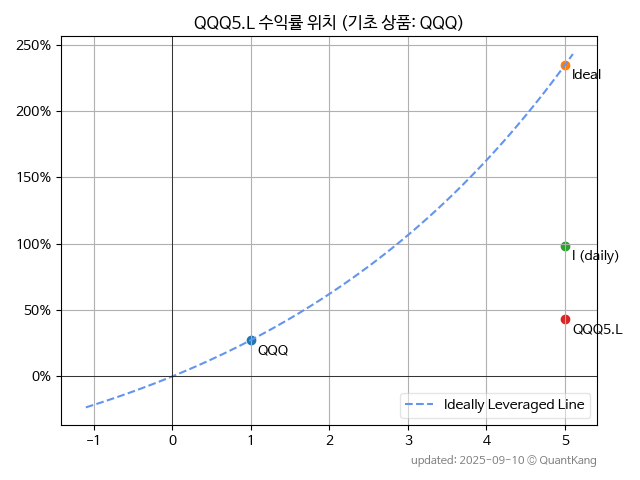 QQQ5.L 수익률 위치 (기초 상품: QQQ)
250%
200%
150%
100%
50%
0%
Ideal
I (daily)
QQQ5.L
QQQ
Ideally Leveraged Line
−1 0 1 2 3 4 5
updated: 2025-09-10 © QuantKang